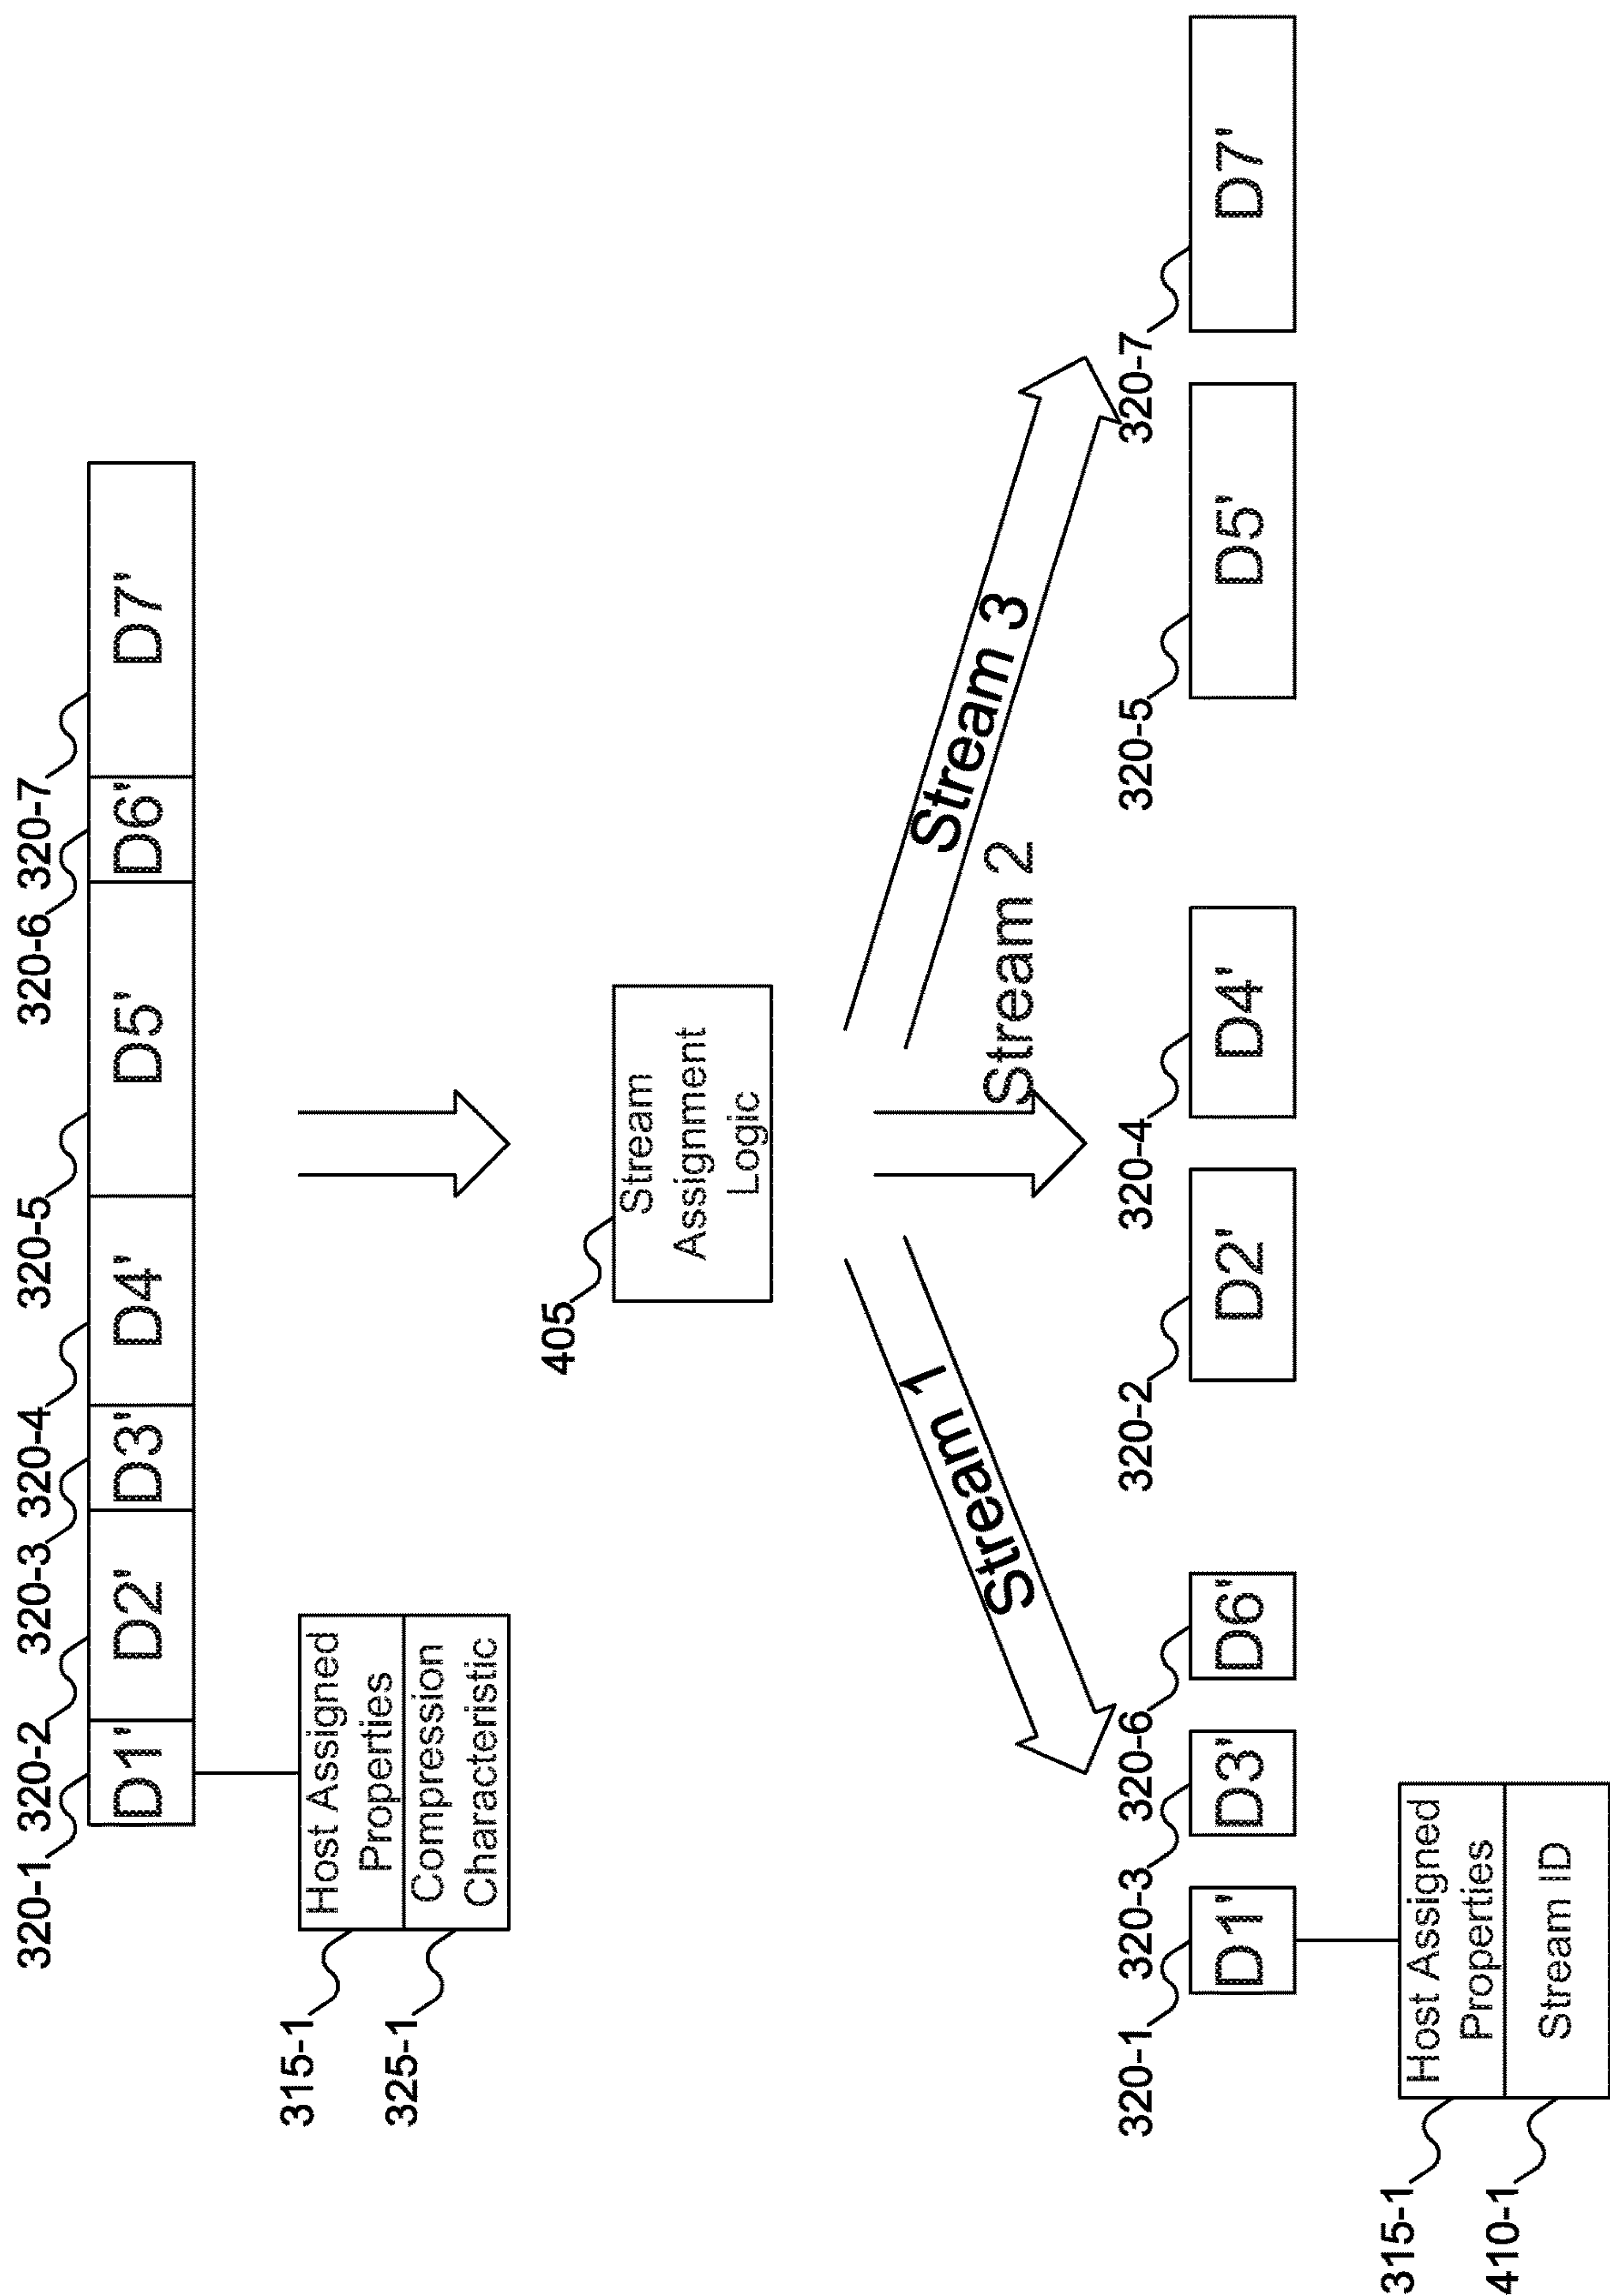 320-1
320-2
320-3
320-4
320-5
320-6
320-7
D1'
D2'
D3'
D4'
D5'
D6'
D7'
315-1
Host Assigned
Properties
325-1
Compression
Characteristic
405
Stream
Assignment
Logic
Stream 1
Stream 2
Stream 3
320-1
320-3
320-6
320-2
320-4
320-5
320-7
D1'
D3'
D6'
D2'
D4'
D5'
D7'
315-1
Host Assigned
Properties
410-1
Stream ID